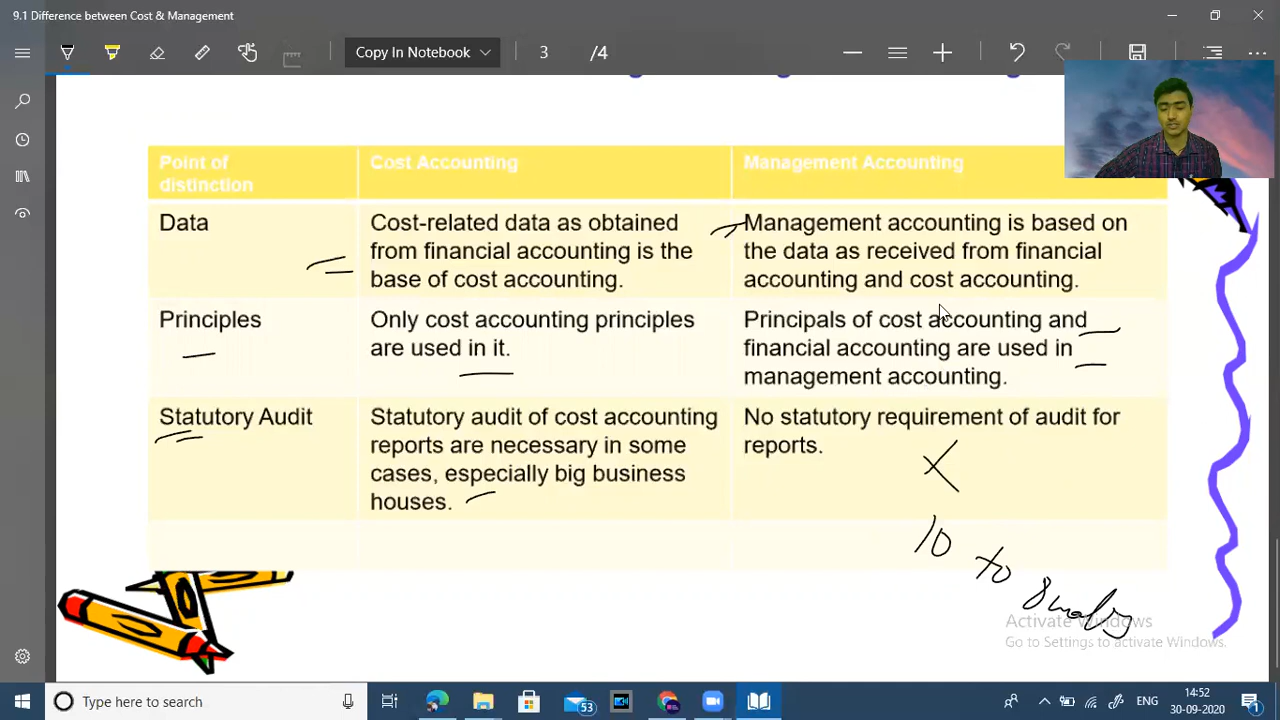 9.1 Difference between Cost & Management
Copy In Notebook
3 /4
Point of distinction Cost Accounting Management Accounting
Data
Cost-related data as obtained
from financial accounting is the
base of cost accounting.
Management accounting is based on
the data as received from financial
accounting and cost accounting.
Principles
Only cost accounting principles
are used in it.
Principals of cost accounting and
financial accounting are used in
management accounting.
Statutory Audit
Statutory audit of cost accounting
reports are necessary in some
cases, especially big business
houses.
No statutory requirement of audit for
reports.
10 to
Activate Windows
Go to Settings to activate Windows.
Type here to search
53
ENG
14:52
30-09-2020
1